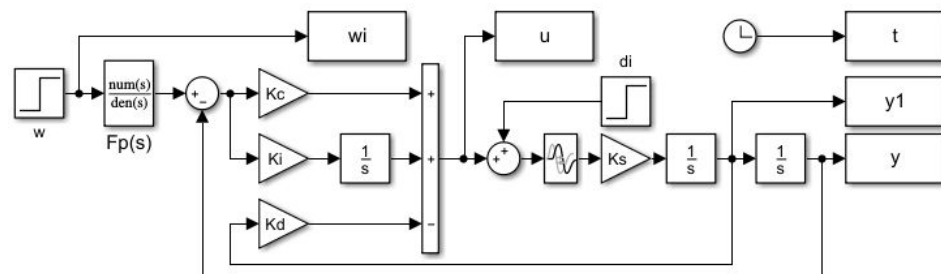 wi
u
t
di
num(s)
den(s)
+
−
Kc
+
y1
w
Fp(s)
+
+
Ki
1
s
+
Ks
1
s
1
s
y
Kd
−